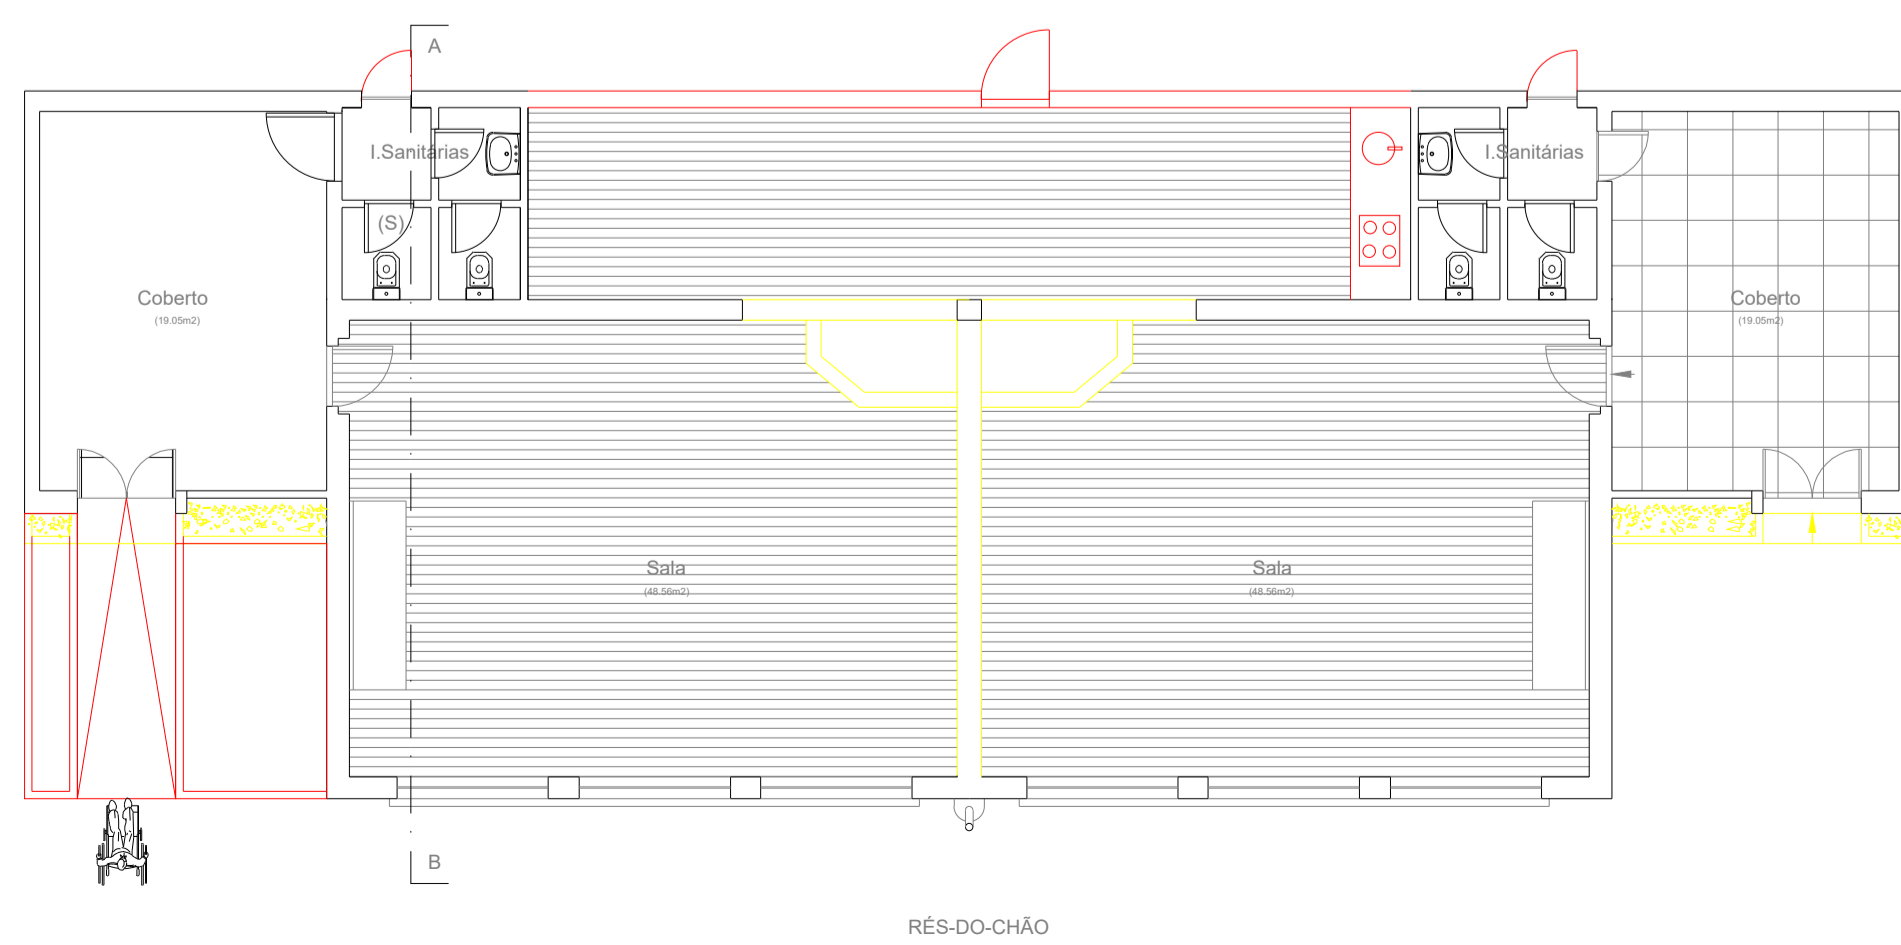 A
I.Sanitárias
I.Sanitárias
(S)
Coberto
(19.05m2)
Coberto
(19.05m2)
Sala
(48.56m2)
Sala
(48.56m2)
B
RÉS-DO-CHÃO